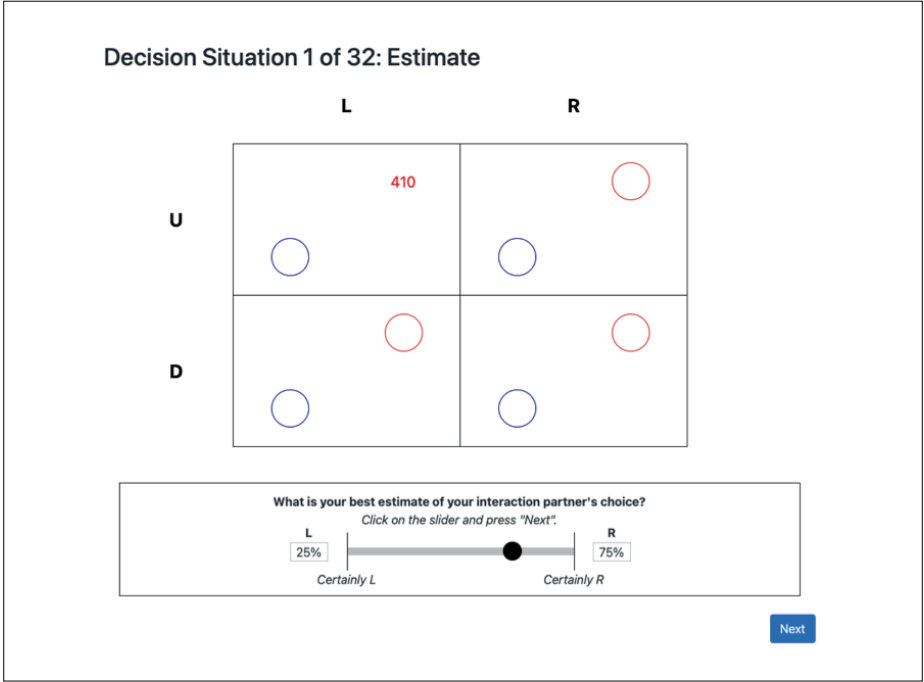 Decision Situation 1 of 32: Estimate
L R
410
U
D
What is your best estimate of your interaction partner's choice?
Click on the slider and press "Next".
L R
25% 75%
Certainly L Certainly R
Next